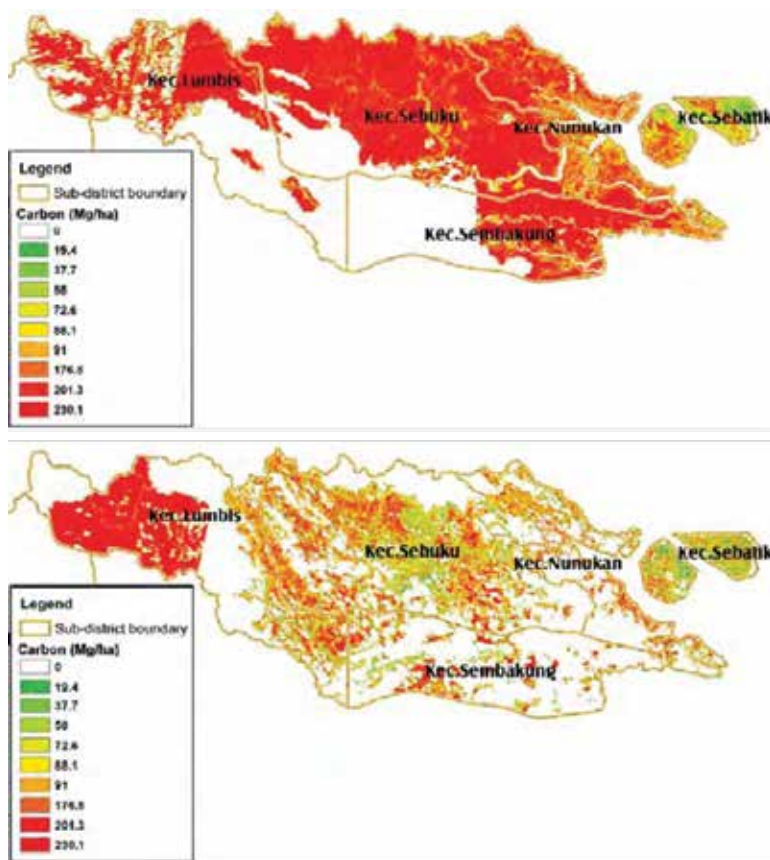 Kec.Lumbis
Kec.Sebuku
Kec.Nunukan
Kec.Sebatik
Kec.Sembakung
Legend
Sub-district boundary
Carbon (Mg/ha)
0
19.4
37.7
58
72.6
88.1
91
176.8
201.3
230.1
Kec.Lumbis
Kec.Sebuku
Kec.Nunukan
Kec.Sebatik
Kec.Sembakung
Legend
Sub-district boundary
Carbon (Mg/ha)
0
19.4
37.7
58
72.6
88.1
91
176.8
201.3
230.1